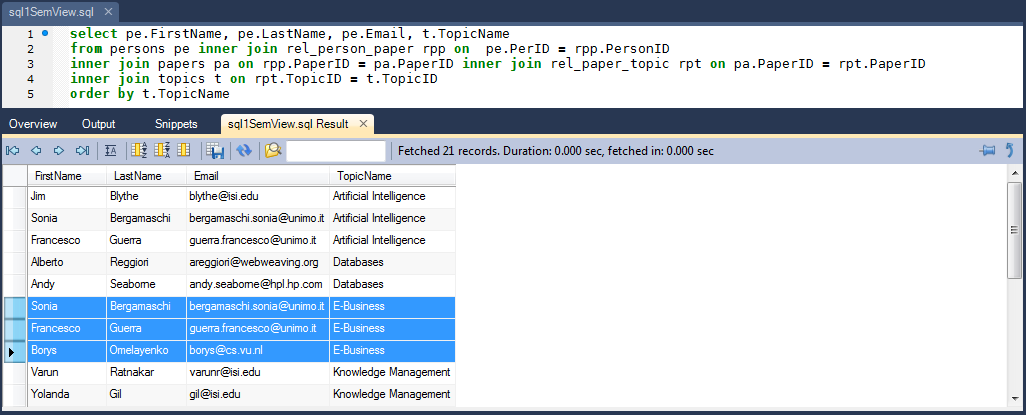 sql1SemView.sql
1 select pe.FirstName, pe.LastName, pe.Email, t.TopicName
2 from persons pe inner join rel_person_paper rpp on  pe.PerID = rpp.PersonID
3 inner join papers pa on rpp.PaperID = pa.PaperID inner join rel_paper_topic rpt on pa.PaperID = rpt.PaperID
4 inner join topics t on rpt.TopicID = t.TopicID
5 order by t.TopicName
Overview Output Snippets sql1SemView.sql Result
Fetched 21 records. Duration: 0.000 sec, fetched in: 0.000 sec
FirstName LastName Email TopicName
Jim Blythe blythe@isi.edu Artificial Intelligence
Sonia Bergamaschi bergamaschi.sonia@unimo.it Artificial Intelligence
Francesco Guerra guerra.francesco@unimo.it Artificial Intelligence
Alberto Reggiori areggiori@webweaving.org Databases
Andy Seaborne andy.seaborne@hpl.hp.com Databases
Sonia Bergamaschi bergamaschi.sonia@unimo.it E-Business
Francesco Guerra guerra.francesco@unimo.it E-Business
Borys Omelayenko borys@cs.vu.nl E-Business
Varun Ratnakar varunr@isi.edu Knowledge Management
Yolanda Gil gil@isi.edu Knowledge Management